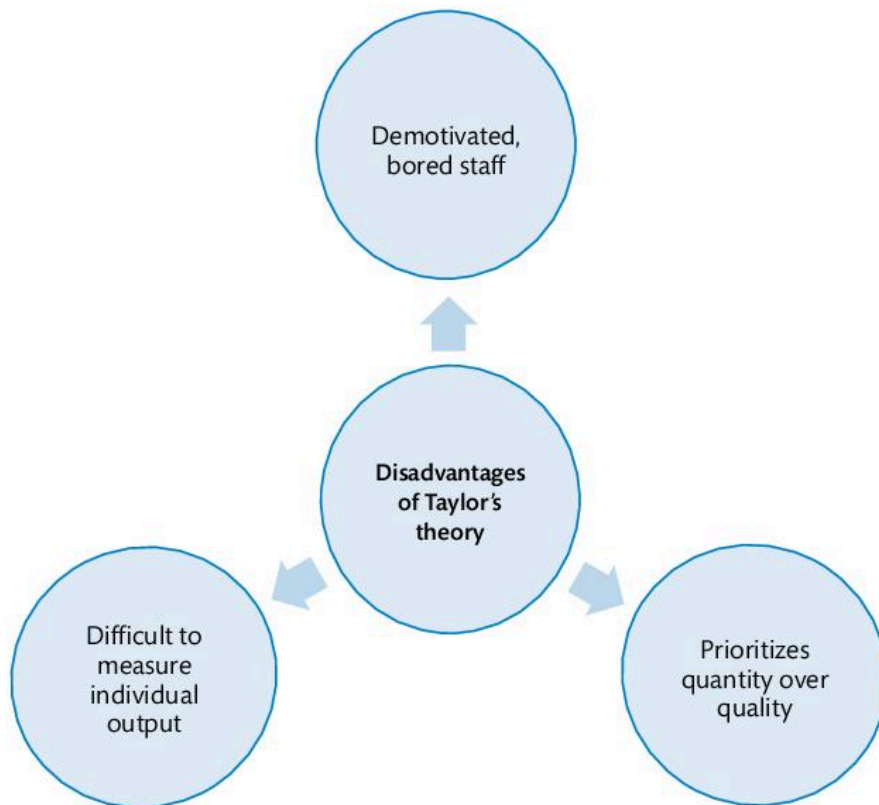 Demotivated,
bored staff
Disadvantages
of Taylor’s
theory
Difficult to
measure
individual
output
Prioritizes
quantity over
quality